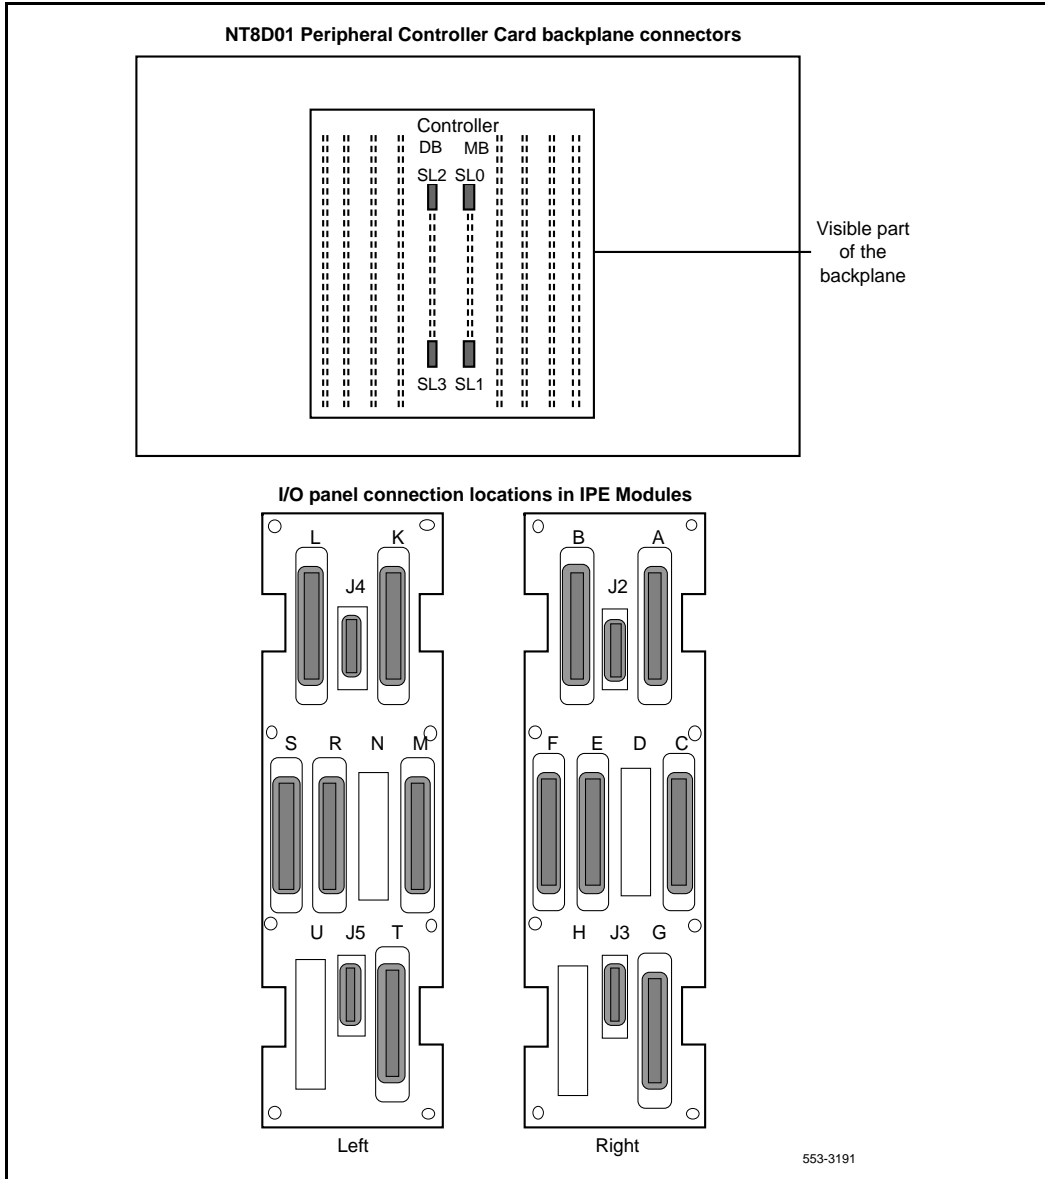 NT8D01 Peripheral Controller Card backplane connectors
Controller
DB MB
SL2 SL0
SL3 SL1
Visible part
of the
backplane
I/O panel connection locations in IPE Modules
L K
J4
S R N M
U J5 T
Left
B A
J2
F E D C
H J3 G
Right
553-3191